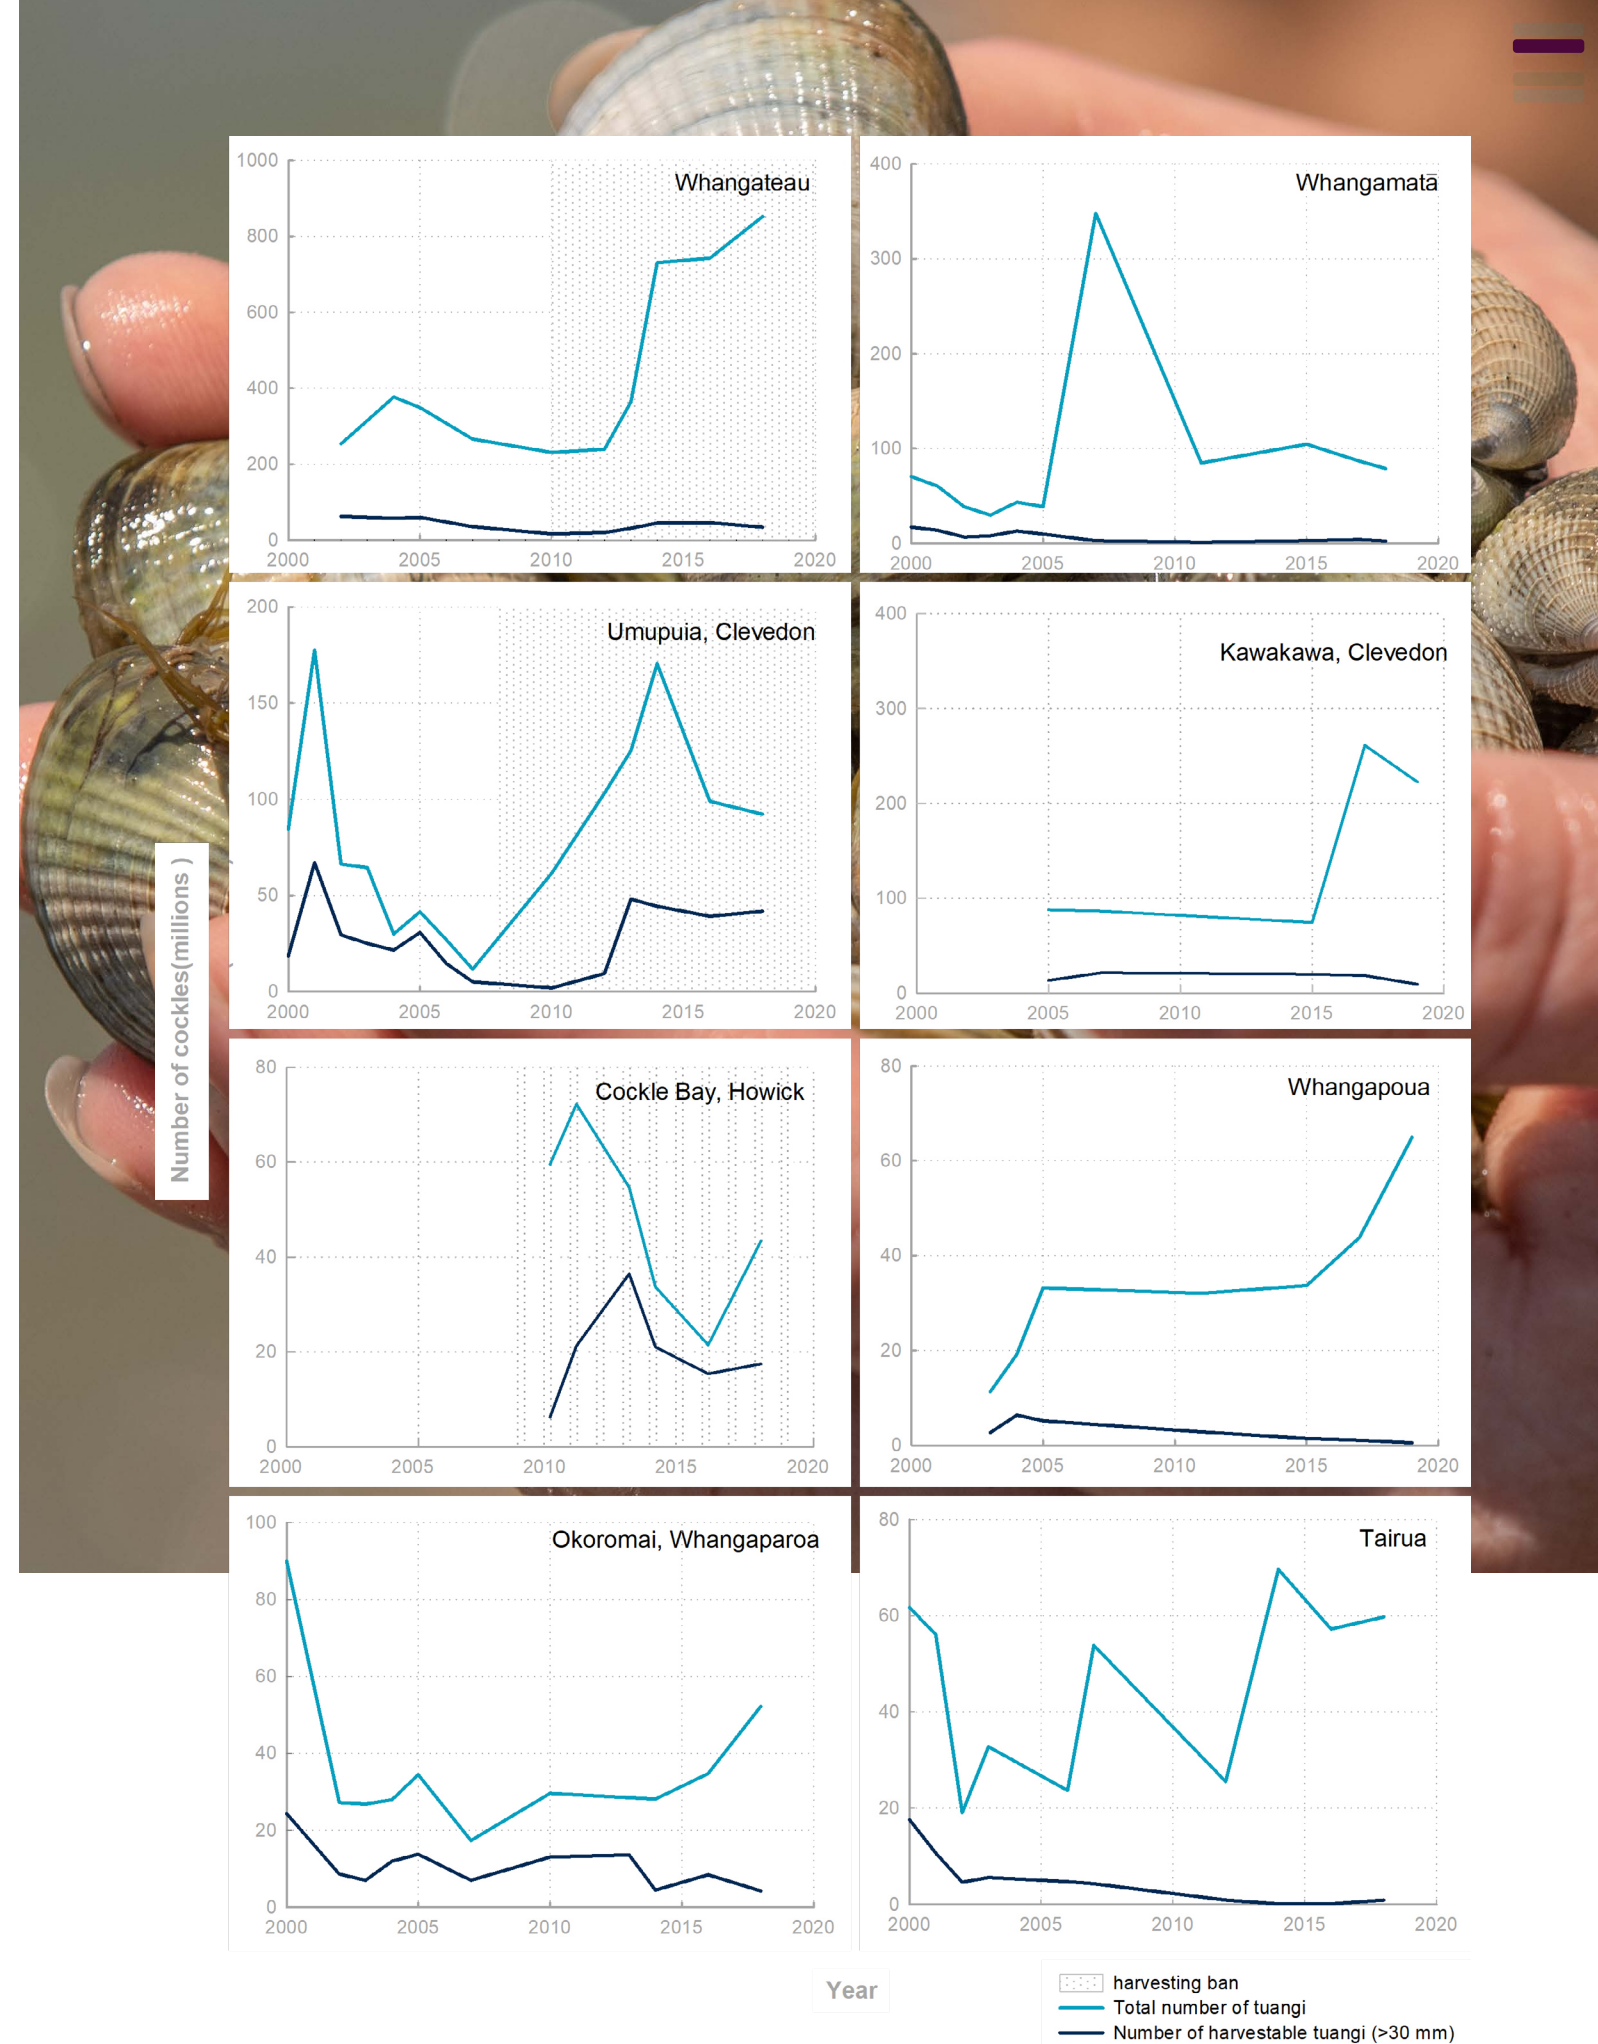 Whangateau
1000
800
600
400
200
0
2000 2005 2010 2015 2020
Whangamatā
400
300
200
100
0
2000 2005 2010 2015 2020
Umupuia, Clevedon
200
150
100
50
0
2000 2005 2010 2015 2020
Kawakawa, Clevedon
400
300
200
100
0
2000 2005 2010 2015 2020
Number of cockles(millions )
Cockle Bay, Howick
80
60
40
20
0
2000 2005 2010 2015 2020
Whangapoua
80
60
40
20
0
2000 2005 2010 2015 2020
Okoromai, Whangaparoa
100
80
60
40
20
0
2000 2005 2010 2015 2020
Tairua
80
60
40
20
0
2000 2005 2010 2015 2020
Year
harvesting ban
Total number of tuangi
Number of harvestable tuangi (>30 mm)